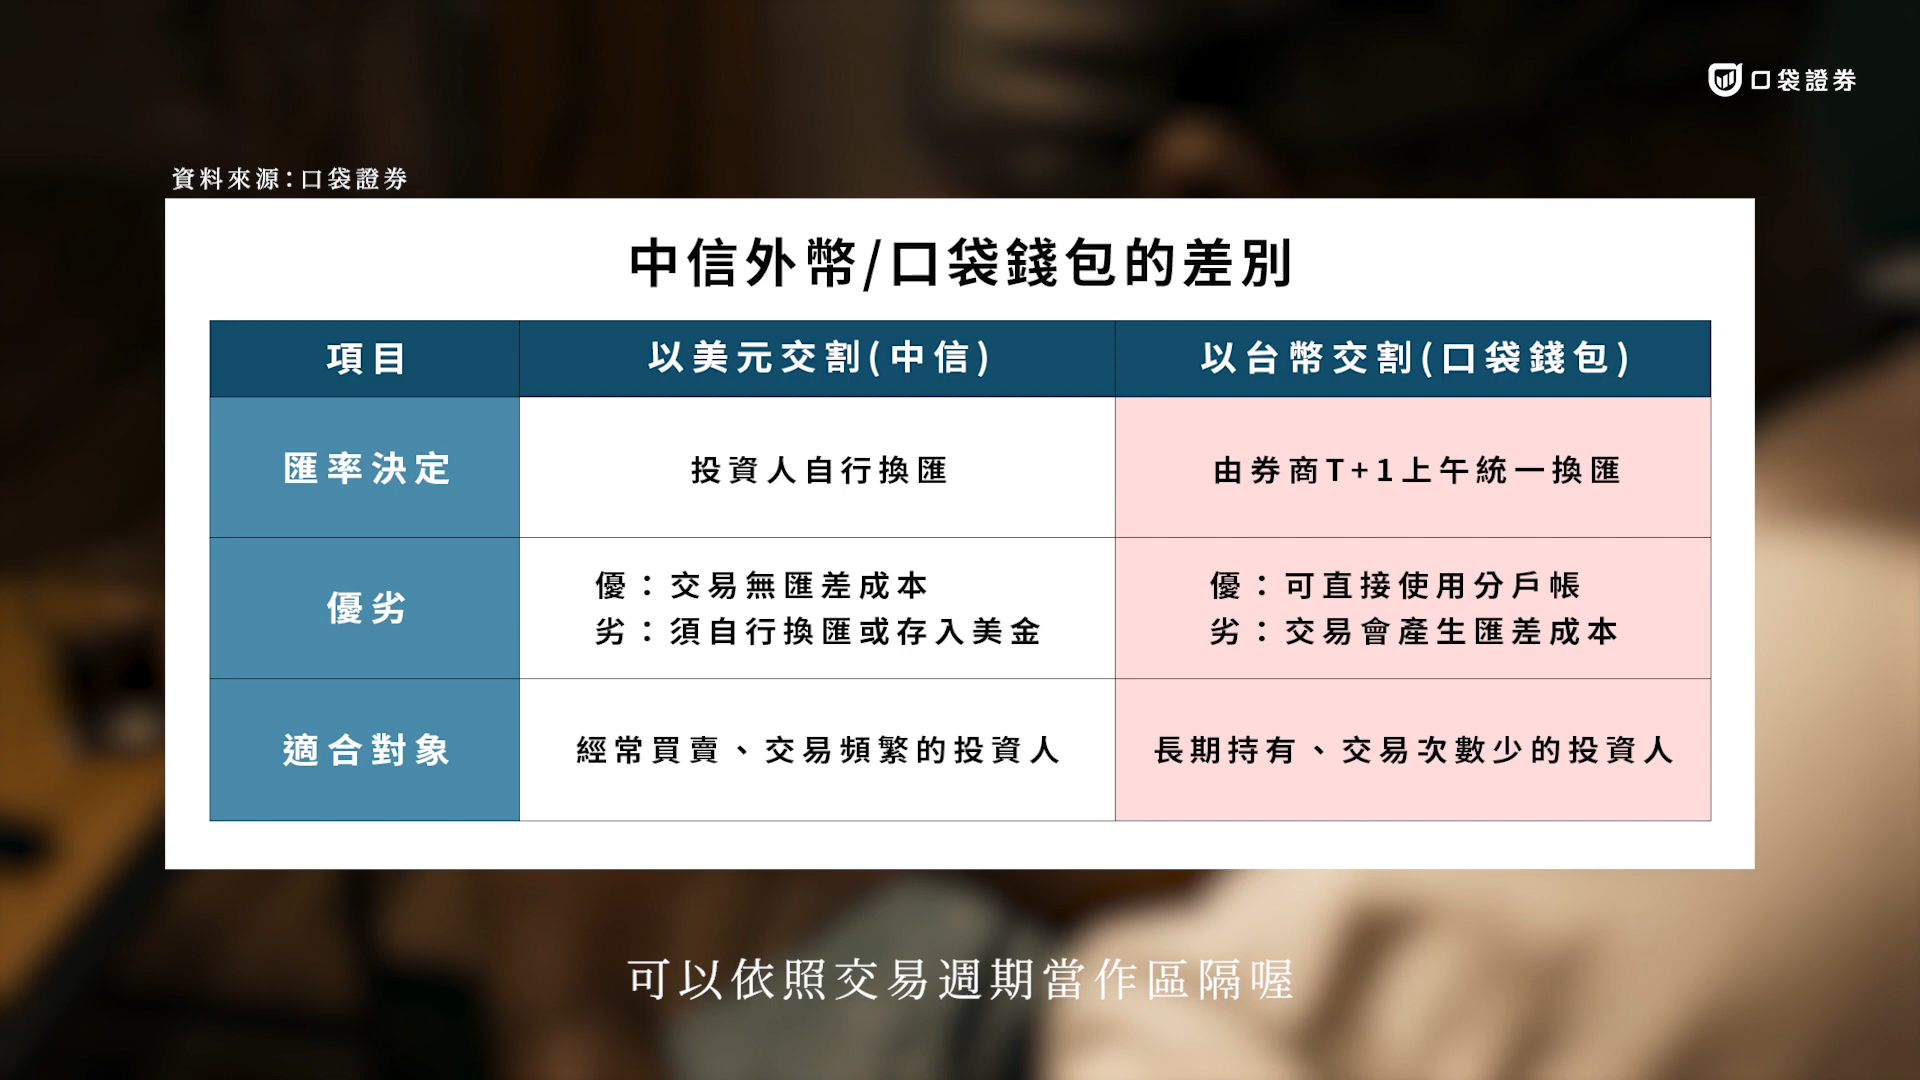 口袋證券
資料來源：口袋證券
中信外幣/口袋錢包的差別
項目
以美元交割(中信)
以台幣交割(口袋錢包)
匯率決定
投資人自行換匯
由券商T+1上午統一換匯
優劣
優：交易無匯差成本
劣：須自行換匯或存入美金
優：可直接使用分戶帳
劣：交易會產生匯差成本
適合對象
經常買賣、交易頻繁的投資人
長期持有、交易次數少的投資人
可以依照交易週期當作區隔喔